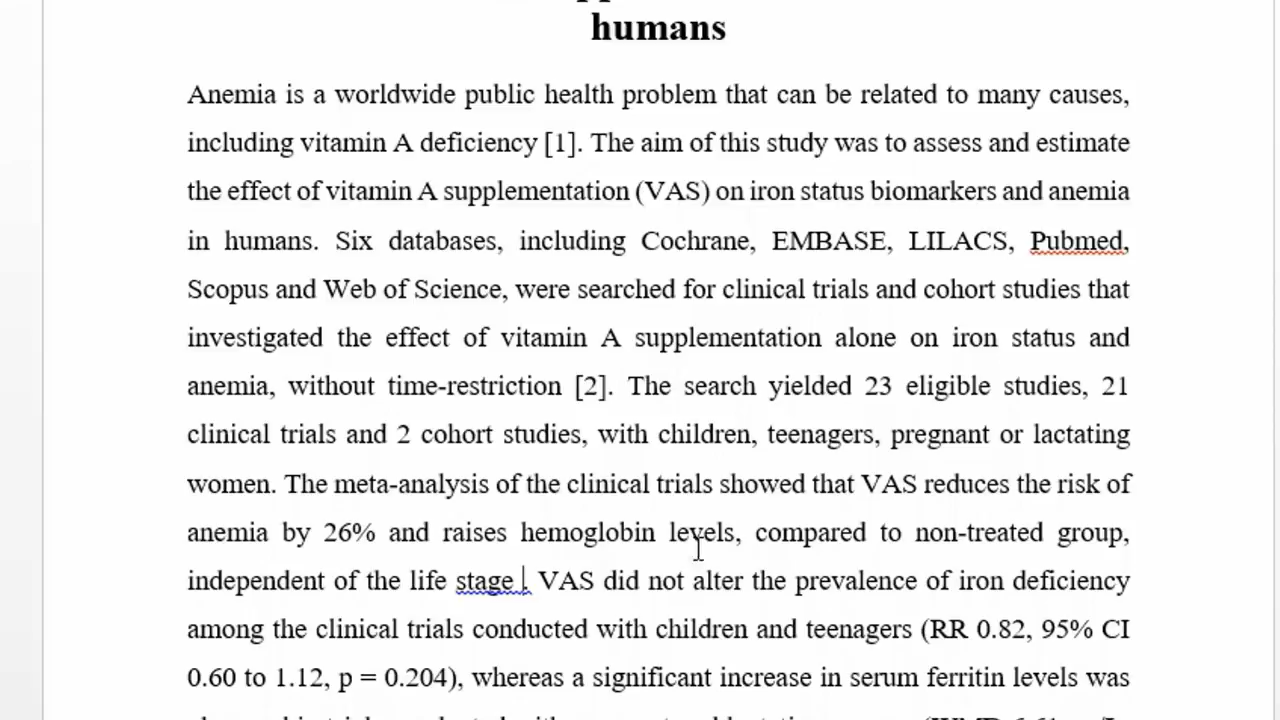 humans
Anemia is a worldwide public health problem that can be related to many causes,
including vitamin A deficiency [1]. The aim of this study was to assess and estimate
the effect of vitamin A supplementation (VAS) on iron status biomarkers and anemia
in humans. Six databases, including Cochrane, EMBASE, LILACS, Pubmed,
Scopus and Web of Science, were searched for clinical trials and cohort studies that
investigated the effect of vitamin A supplementation alone on iron status and
anemia, without time-restriction [2]. The search yielded 23 eligible studies, 21
clinical trials and 2 cohort studies, with children, teenagers, pregnant or lactating
women. The meta-analysis of the clinical trials showed that VAS reduces the risk of
anemia by 26% and raises hemoglobin levels, compared to non-treated group,
independent of the life stage . VAS did not alter the prevalence of iron deficiency
among the clinical trials conducted with children and teenagers (RR 0.82, 95% CI
0.60 to 1.12, p = 0.204), whereas a significant increase in serum ferritin levels was